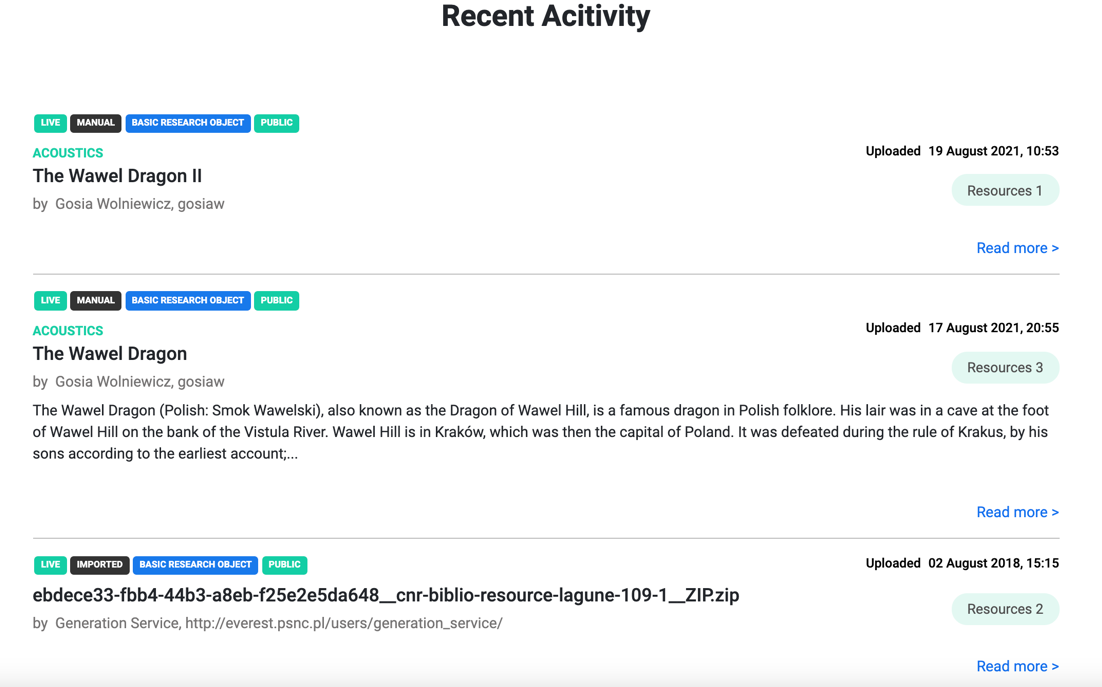 Recent Acitivity
LIVE MANUAL BASIC RESEARCH OBJECT PUBLIC
ACOUSTICS
Uploaded 19 August 2021, 10:53
The Wawel Dragon II
Resources 1
by Gosia Wolniewicz, gosiaw
Read more >
LIVE MANUAL BASIC RESEARCH OBJECT PUBLIC
ACOUSTICS
Uploaded 17 August 2021, 20:55
The Wawel Dragon
Resources 3
by Gosia Wolniewicz, gosiaw
The Wawel Dragon (Polish: Smok Wawelski), also known as the Dragon of Wawel Hill, is a famous dragon in Polish folklore. His lair was in a cave at the foot
of Wawel Hill on the bank of the Vistula River. Wawel Hill is in Kraków, which was then the capital of Poland. It was defeated during the rule of Krakus, by his
sons according to the earliest account;...
Read more >
LIVE IMPORTED BASIC RESEARCH OBJECT PUBLIC
Uploaded 02 August 2018, 15:15
ebdece33-fbb4-44b3-a8eb-f25e2e5da648__cnr-biblio-resource-lagune-109-1__ZIP.zip
Resources 2
by Generation Service, http://everest.psnc.pl/users/generation_service/
Read more >